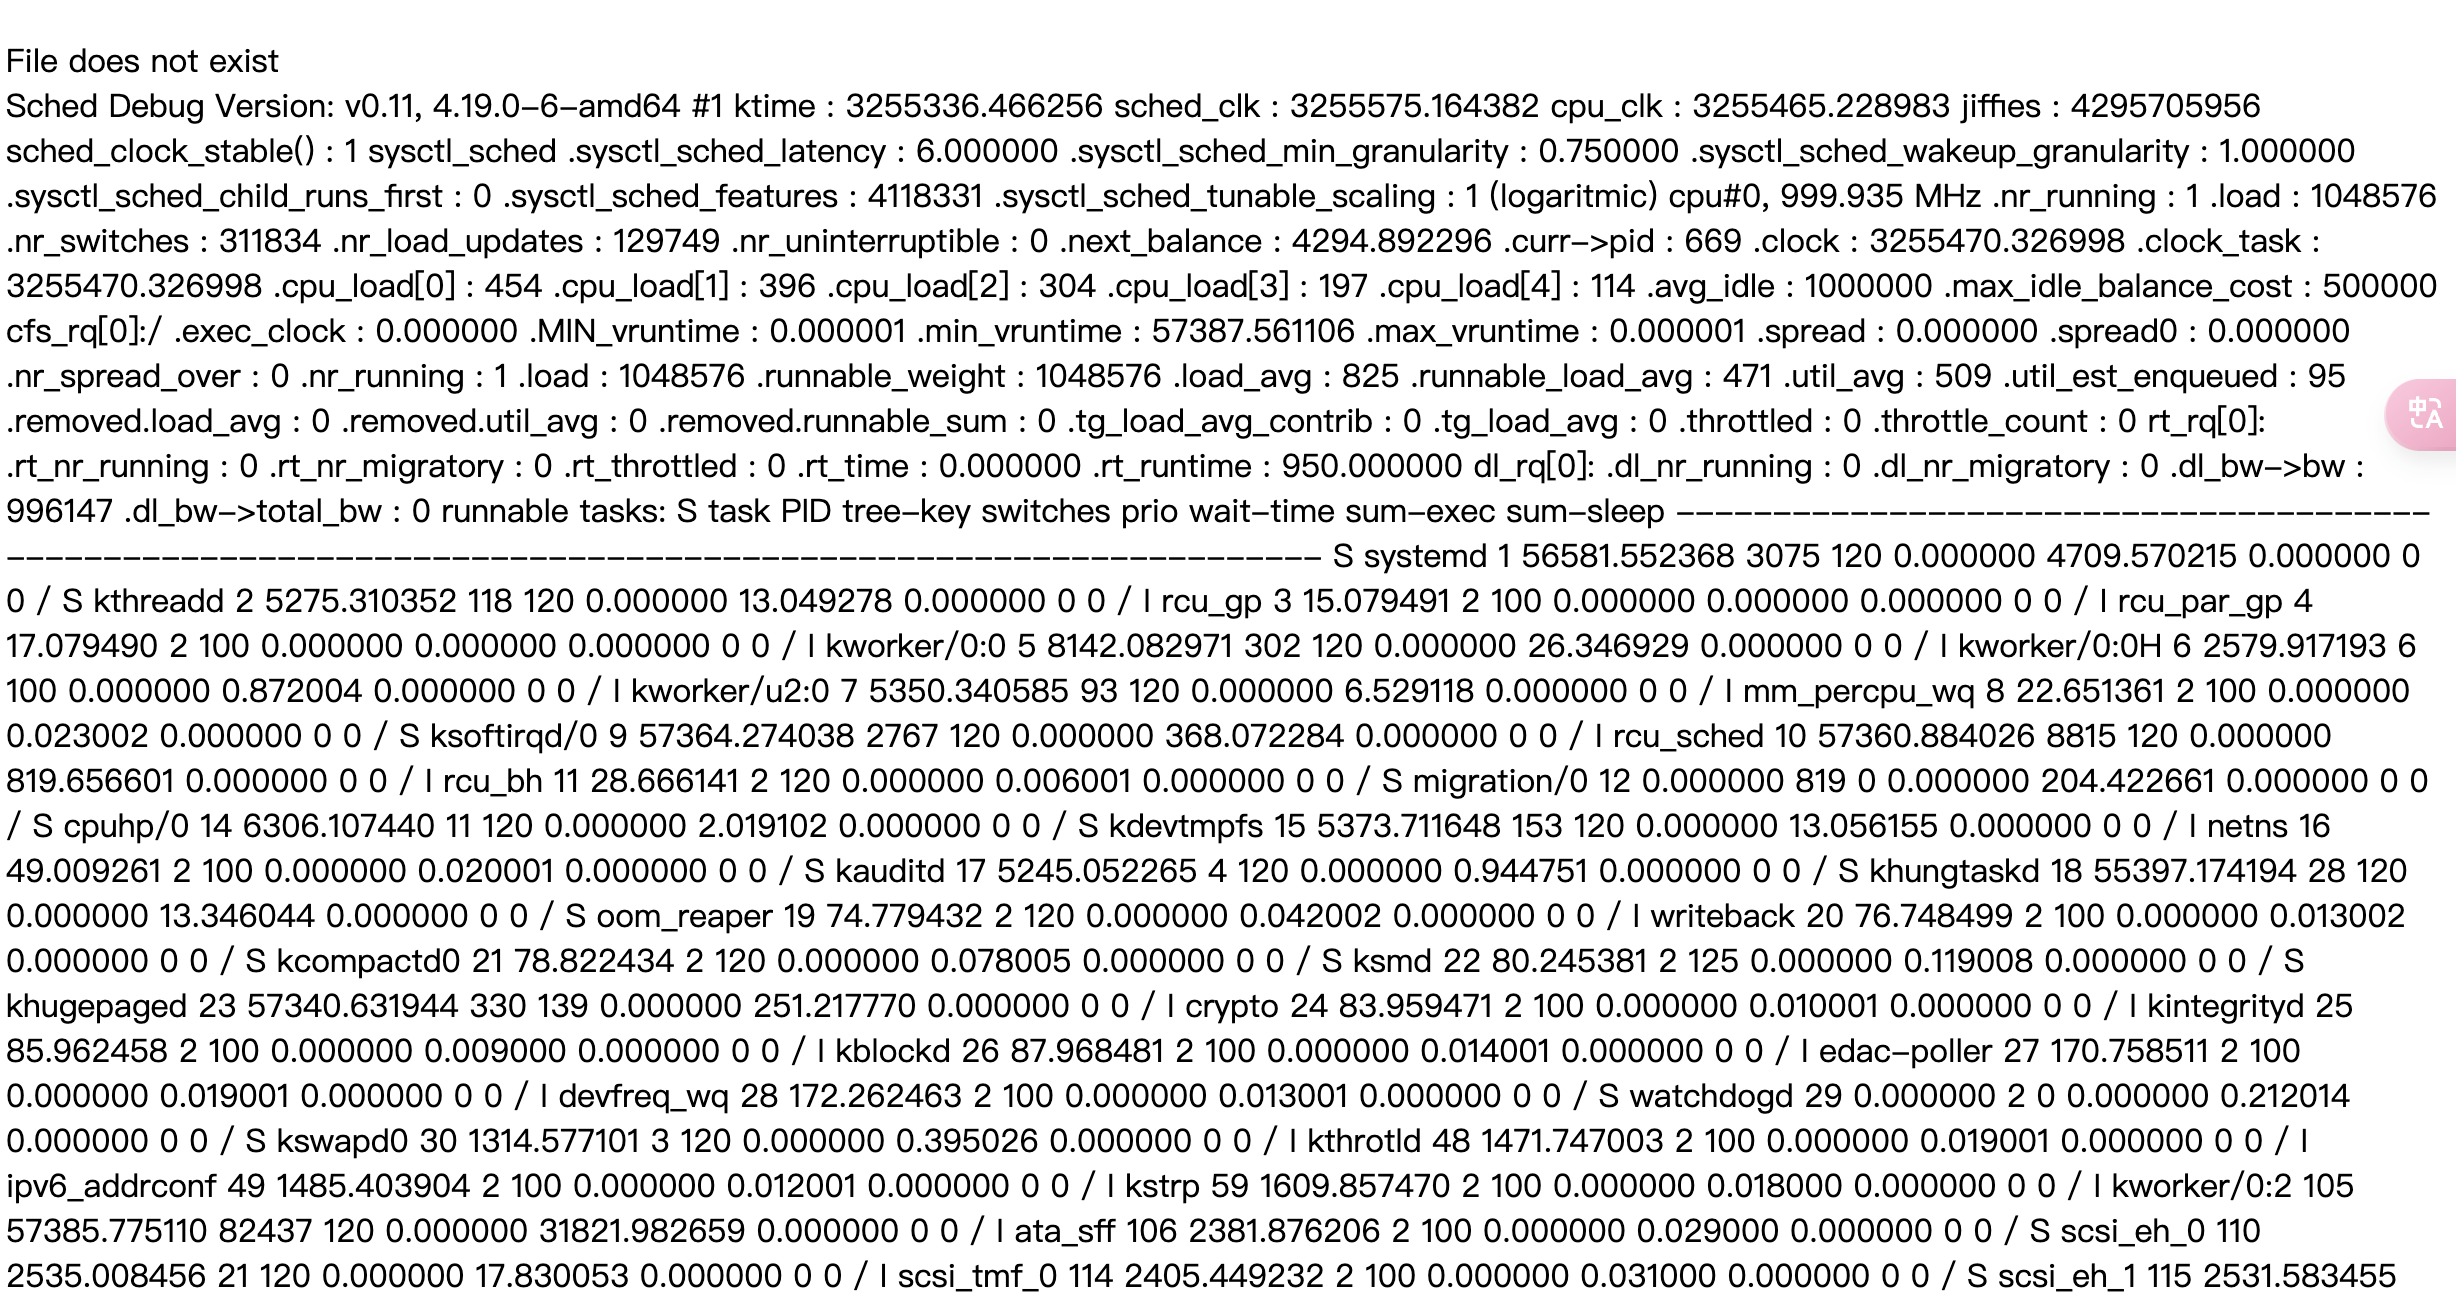 File does not exist
Sched Debug Version: v0.11, 4.19.0-6-amd64 #1 ktime : 3255336.466256 sched_clk : 3255575.164382 cpu_clk : 3255465.228983 jiffies : 4295705956
sched_clock_stable() : 1 sysctl_sched .sysctl_sched_latency : 6.000000 .sysctl_sched_min_granularity : 0.750000 .sysctl_sched_wakeup_granularity : 1.000000
.sysctl_sched_child_runs_first : 0 .sysctl_sched_features : 4118331 .sysctl_sched_tunable_scaling : 1 (logaritmic) cpu#0, 999.935 MHz .nr_running : 1 .load : 1048576
.nr_switches : 311834 .nr_load_updates : 129749 .nr_uninterruptible : 0 .next_balance : 4294.892296 .curr->pid : 669 .clock : 3255470.326998 .clock_task :
3255470.326998 .cpu_load[0] : 454 .cpu_load[1] : 396 .cpu_load[2] : 304 .cpu_load[3] : 197 .cpu_load[4] : 114 .avg_idle : 1000000 .max_idle_balance_cost : 500000
cfs_rq[0]:/ .exec_clock : 0.000000 .MIN_vruntime : 0.000001 .min_vruntime : 57387.561106 .max_vruntime : 0.000001 .spread : 0.000000 .spread0 : 0.000000
.nr_spread_over : 0 .nr_running : 1 .load : 1048576 .runnable_weight : 1048576 .load_avg : 825 .runnable_load_avg : 471 .util_avg : 509 .util_est_enqueued : 95
.removed.load_avg : 0 .removed.util_avg : 0 .removed.runnable_sum : 0 .tg_load_avg_contrib : 0 .tg_load_avg : 0 .throttled : 0 .throttle_count : 0 rt_rq[0]:
.rt_nr_running : 0 .rt_nr_migratory : 0 .rt_throttled : 0 .rt_time : 0.000000 .rt_runtime : 950.000000 dl_rq[0]: .dl_nr_running : 0 .dl_nr_migratory : 0 .dl_bw->bw :
996147 .dl_bw->total_bw : 0 runnable tasks: S task PID tree-key switches prio wait-time sum-exec sum-sleep ---------------------------------------
-------------------------------------------------------------------- S systemd 1 56581.552368 3075 120 0.000000 4709.570215 0.000000 0
0 / S kthreadd 2 5275.310352 118 120 0.000000 13.049278 0.000000 0 0 / I rcu_gp 3 15.079491 2 100 0.000000 0.000000 0.000000 0 0 / I rcu_par_gp 4
17.079490 2 100 0.000000 0.000000 0.000000 0 0 / I kworker/0:0 5 8142.082971 302 120 0.000000 26.346929 0.000000 0 0 / I kworker/0:0H 6 2579.917193 6
100 0.000000 0.872004 0.000000 0 0 / I kworker/u2:0 7 5350.340585 93 120 0.000000 6.529118 0.000000 0 0 / I mm_percpu_wq 8 22.651361 2 100 0.000000
0.023002 0.000000 0 0 / S ksoftirqd/0 9 57364.274038 2767 120 0.000000 368.072284 0.000000 0 0 / I rcu_sched 10 57360.884026 8815 120 0.000000
819.656601 0.000000 0 0 / I rcu_bh 11 28.666141 2 120 0.000000 0.006001 0.000000 0 0 / S migration/0 12 0.000000 819 0 0.000000 204.422661 0.000000 0 0
/ S cpuhp/0 14 6306.107440 11 120 0.000000 2.019102 0.000000 0 0 / S kdevtmpfs 15 5373.711648 153 120 0.000000 13.056155 0.000000 0 0 / I netns 16
49.009261 2 100 0.000000 0.020001 0.000000 0 0 / S kauditd 17 5245.052265 4 120 0.000000 0.944751 0.000000 0 0 / S khungtaskd 18 55397.174194 28 120
0.000000 13.346044 0.000000 0 0 / S oom_reaper 19 74.779432 2 120 0.000000 0.042002 0.000000 0 0 / I writeback 20 76.748499 2 100 0.000000 0.013002
0.000000 0 0 / S kcompactd0 21 78.822434 2 120 0.000000 0.078005 0.000000 0 0 / S ksmd 22 80.245381 2 125 0.000000 0.119008 0.000000 0 0 / S
khugepaged 23 57340.631944 330 139 0.000000 251.217770 0.000000 0 0 / I crypto 24 83.959471 2 100 0.000000 0.010001 0.000000 0 0 / I kintegrityd 25
85.962458 2 100 0.000000 0.009000 0.000000 0 0 / I kblockd 26 87.968481 2 100 0.000000 0.014001 0.000000 0 0 / I edac-poller 27 170.758511 2 100
0.000000 0.019001 0.000000 0 0 / I devfreq_wq 28 172.262463 2 100 0.000000 0.013001 0.000000 0 0 / S watchdogd 29 0.000000 2 0 0.000000 0.212014
0.000000 0 0 / S kswapd0 30 1314.577101 3 120 0.000000 0.395026 0.000000 0 0 / I kthrotld 48 1471.747003 2 100 0.000000 0.019001 0.000000 0 0 / I
ipv6_addrconf 49 1485.403904 2 100 0.000000 0.012001 0.000000 0 0 / I kstrp 59 1609.857470 2 100 0.000000 0.018000 0.000000 0 0 / I kworker/0:2 105
57385.775110 82437 120 0.000000 31821.982659 0.000000 0 0 / I ata_sff 106 2381.876206 2 100 0.000000 0.029000 0.000000 0 0 / S scsi_eh_0 110
2535.008456 21 120 0.000000 17.830053 0.000000 0 0 / I scsi_tmf_0 114 2405.449232 2 100 0.000000 0.031000 0.000000 0 0 / S scsi_eh_1 115 2531.583455